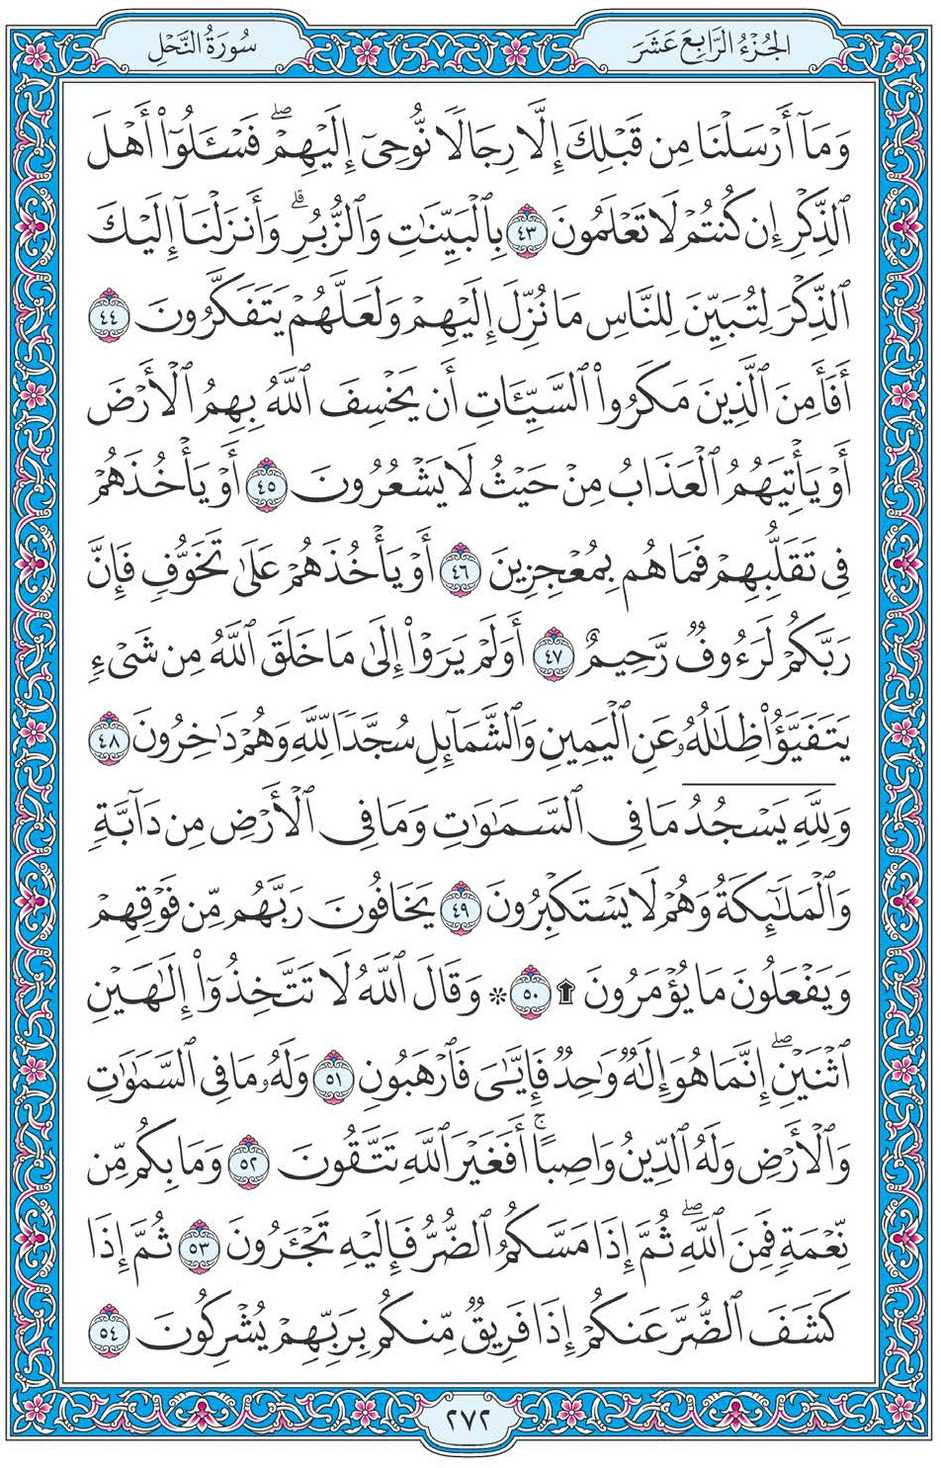 الجُزْءُ الرَّابِعَ عَشَرَ
سُورَةُ النَّحْلِ
وَمَآ أَرْسَلْنَا مِن قَبْلِكَ إِلَّا رِجَالًا نُّوحِىٓ إِلَيْهِمْۖ فَسْـَٔلُوٓا۟ أَهْلَ
ٱلذِّكْرِ إِن كُنتُمْ لَا تَعْلَمُونَ ٤٣ بِٱلْبَيِّنَـٰتِ وَٱلزُّبُرِۗ وَأَنزَلْنَآ إِلَيْكَ
ٱلذِّكْرَ لِتُبَيِّنَ لِلنَّاسِ مَا نُزِّلَ إِلَيْهِمْ وَلَعَلَّهُمْ يَتَفَكَّرُونَ ٤٤
أَفَأَمِنَ ٱلَّذِينَ مَكَرُوا۟ ٱلسَّيِّـَٔاتِ أَن يَخْسِفَ ٱللَّهُ بِهِمُ ٱلْأَرْضَ
أَوْ يَأْتِيَهُمُ ٱلْعَذَابُ مِنْ حَيْثُ لَا يَشْعُرُونَ ٤٥ أَوْ يَأْخُذَهُمْ
فِى تَقَلُّبِهِمْ فَمَا هُم بِمُعْجِزِينَ ٤٦ أَوْ يَأْخُذَهُمْ عَلَىٰ تَخَوُّفٍ فَإِنَّ
رَبَّكُمْ لَرَءُوفٌ رَّحِيمٌ ٤٧ أَوَلَمْ يَرَوْا۟ إِلَىٰ مَا خَلَقَ ٱللَّهُ مِن شَىْءٍ
يَتَفَيَّؤُا۟ ظِلَـٰلُهُۥ عَنِ ٱلْيَمِينِ وَٱلشَّمَآئِلِ سُجَّدًا لِّلَّهِ وَهُمْ دَٰخِرُونَ ٤٨
وَلِلَّهِ يَسْجُدُ مَا فِى ٱلسَّمَـٰوَٰتِ وَمَا فِى ٱلْأَرْضِ مِن دَآبَّةٍ
وَٱلْمَلَـٰٓئِكَةُ وَهُمْ لَا يَسْتَكْبِرُونَ ٤٩ يَخَافُونَ رَبَّهُم مِّن فَوْقِهِمْ
وَيَفْعَلُونَ مَا يُؤْمَرُونَ ۩ ٥٠ * وَقَالَ ٱللَّهُ لَا تَتَّخِذُوٓا۟ إِلَـٰهَيْنِ
ٱثْنَيْنِۖ إِنَّمَا هُوَ إِلَـٰهٌ وَٰحِدٌ فَإِيَّـٰىَ فَٱرْهَبُونِ ٥١ وَلَهُۥ مَا فِى ٱلسَّمَـٰوَٰتِ
وَٱلْأَرْضِ وَلَهُ ٱلدِّينُ وَاصِبًاۚ أَفَغَيْرَ ٱللَّهِ تَتَّقُونَ ٥٢ وَمَا بِكُم مِّن
نِّعْمَةٍ فَمِنَ ٱللَّهِۖ ثُمَّ إِذَا مَسَّكُمُ ٱلضُّرُّ فَإِلَيْهِ تَجْـَٔرُونَ ٥٣ ثُمَّ إِذَا
كَشَفَ ٱلضُّرَّ عَنكُمْ إِذَا فَرِيقٌ مِّنكُم بِرَبِّهِمْ يُشْرِكُونَ ٥٤
٢٧٢